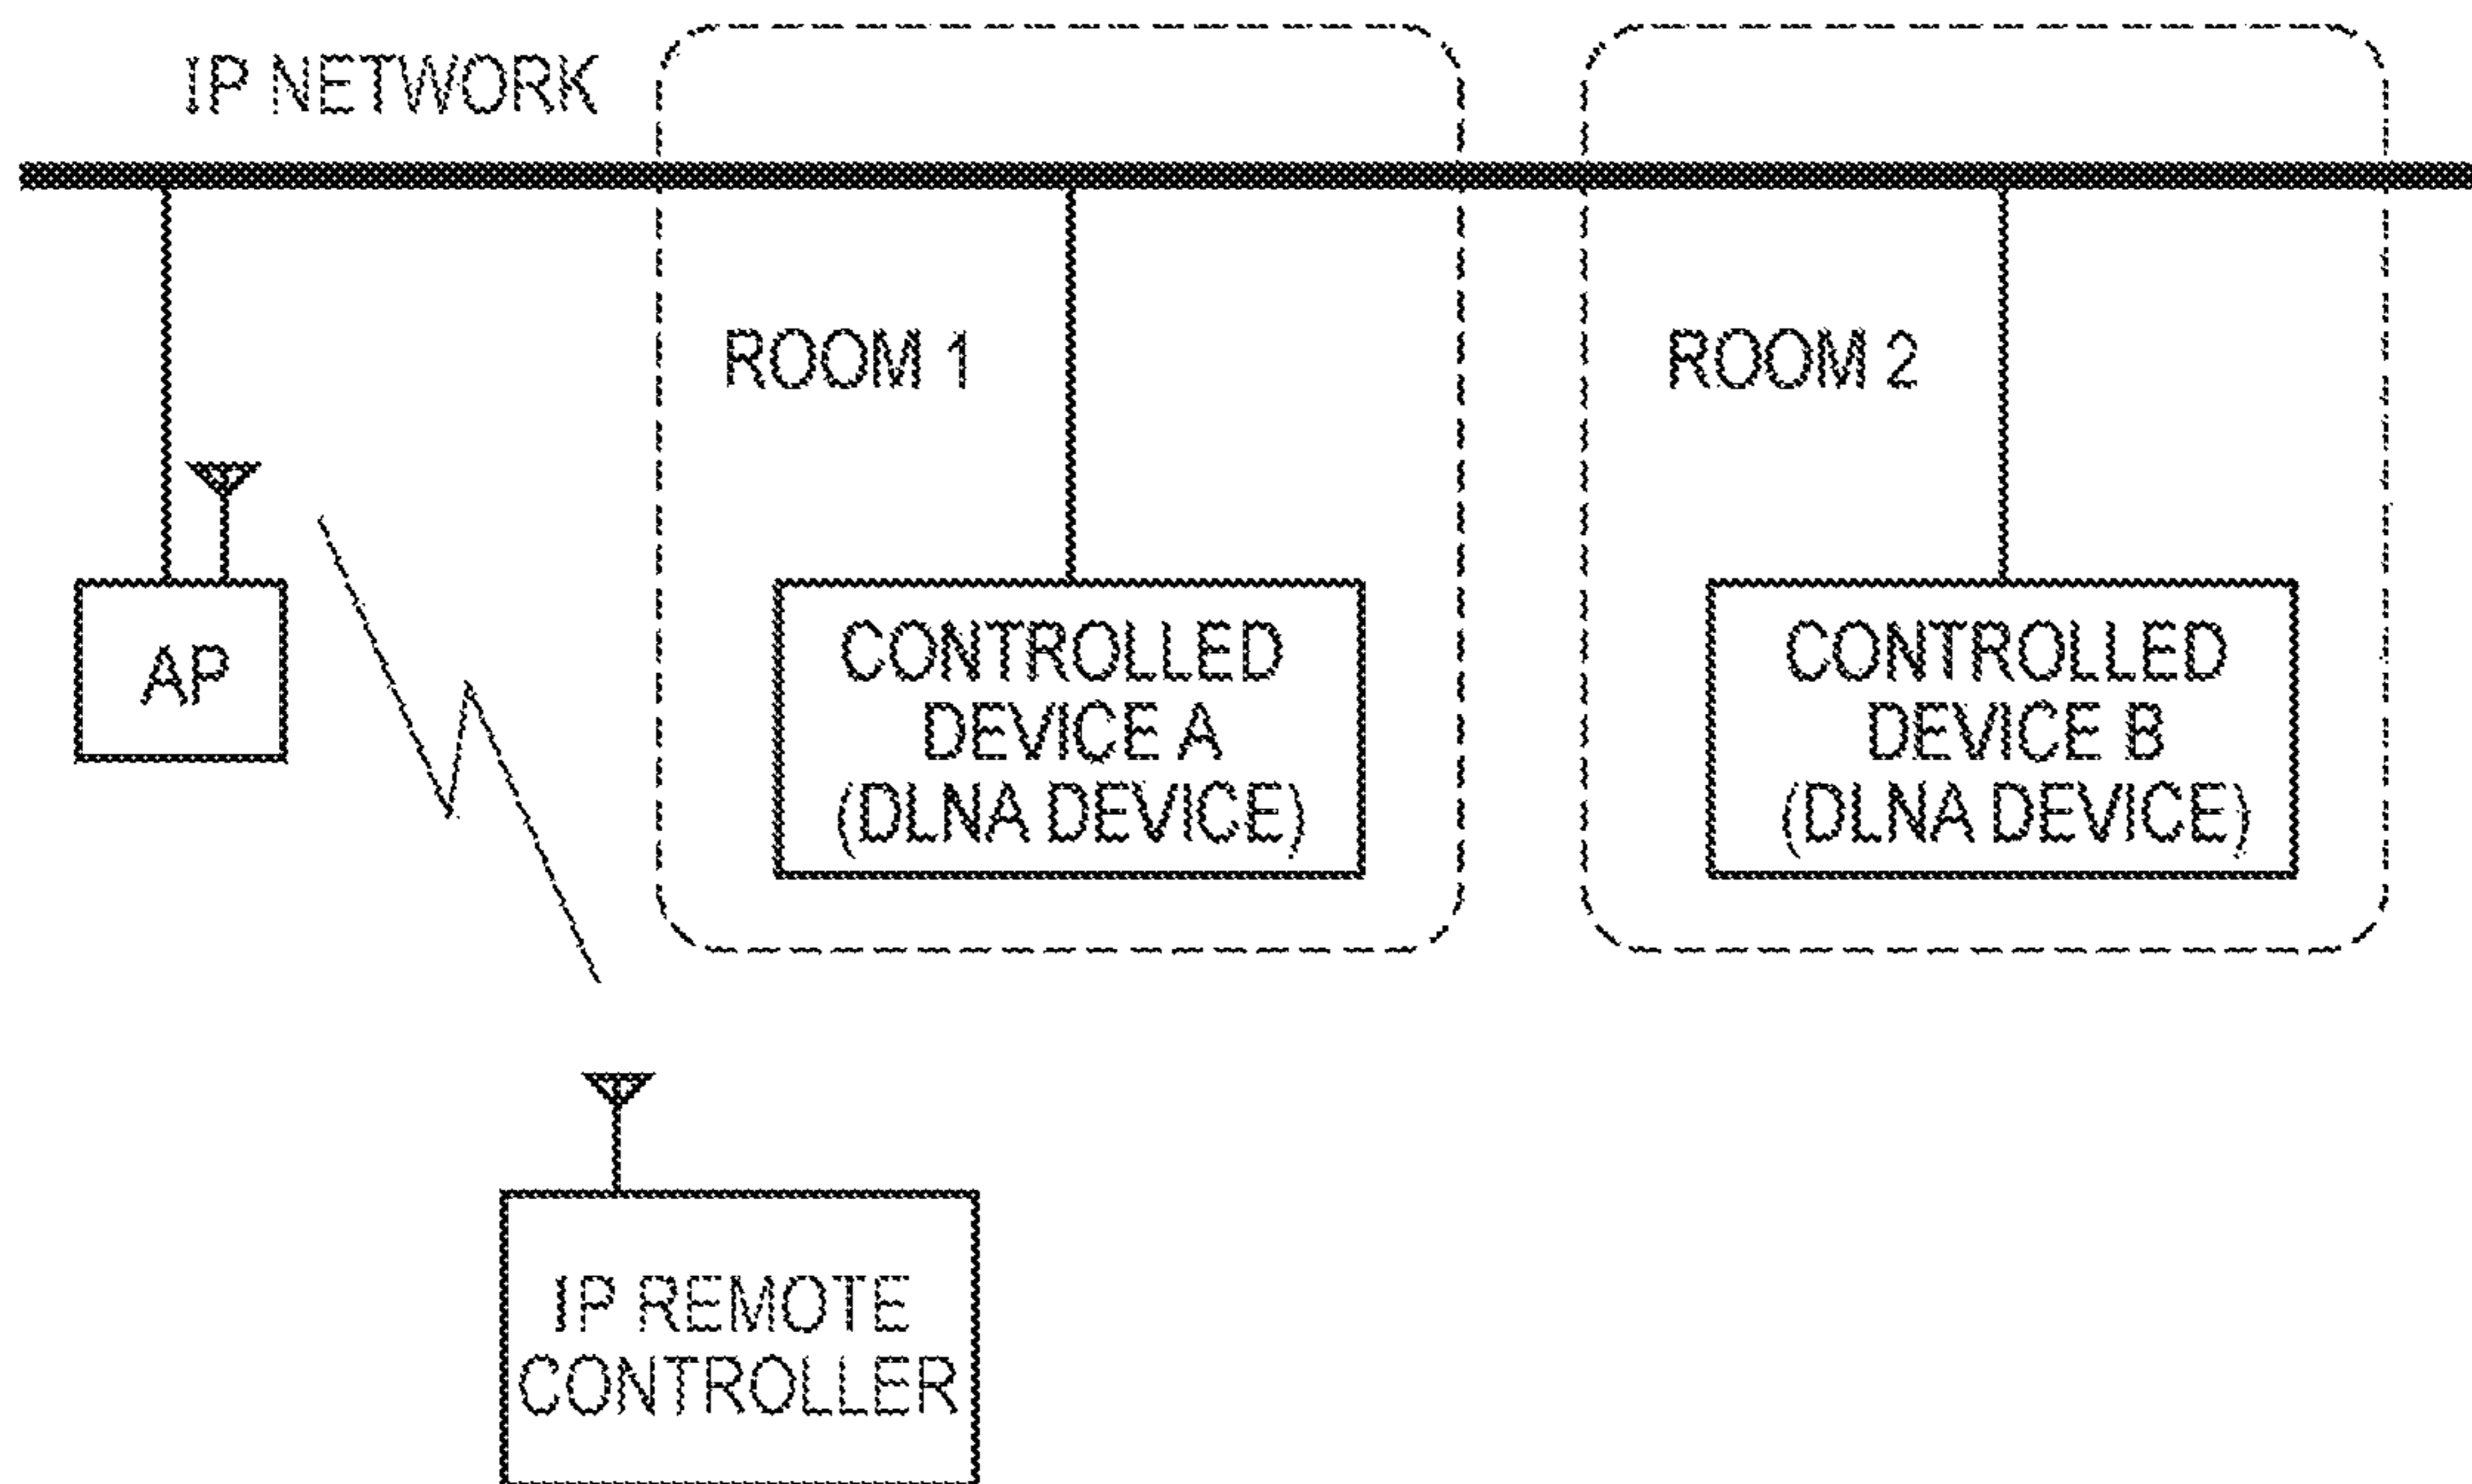 IP NETWORK
ROOM 1
ROOM 2
AP
CONTROLLED
DEVICE A
(DLNA DEVICE)
CONTROLLED
DEVICE B
(DLNA DEVICE)
IP REMOTE
CONTROLLER